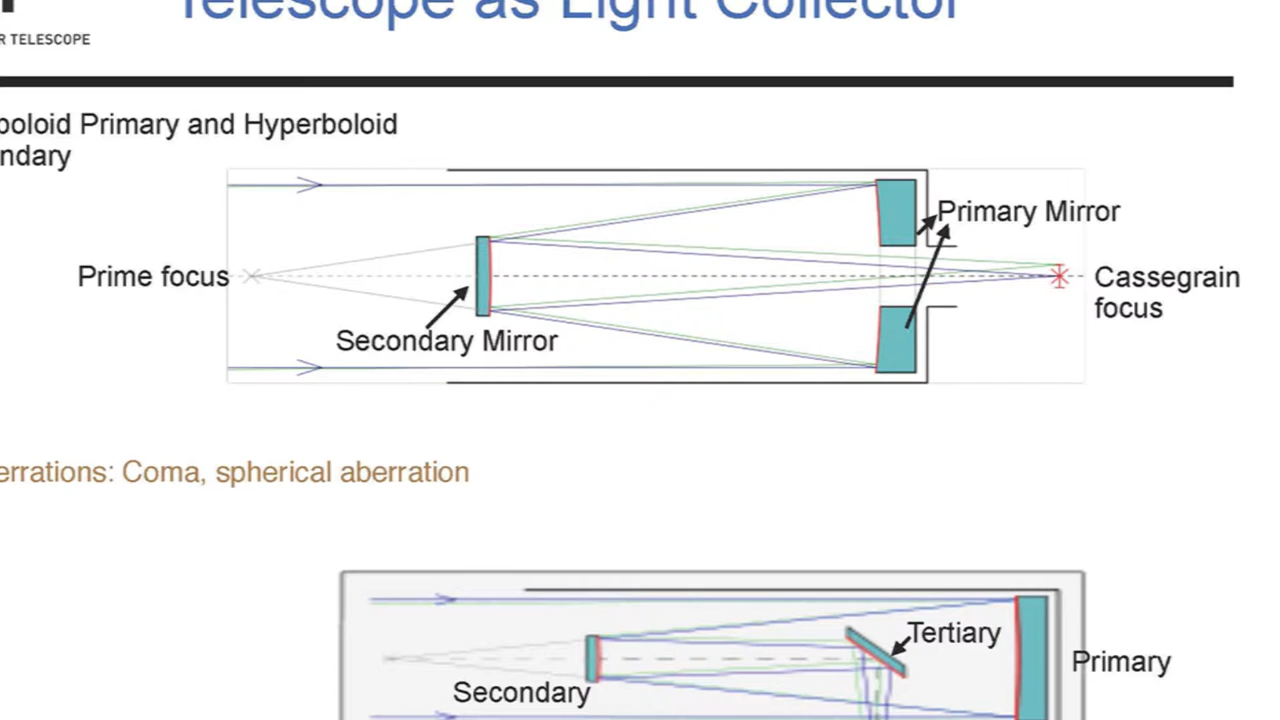 Telescope as Light Collector
R TELESCOPE
boloid Primary and Hyperboloid
ndary
Primary Mirror
Prime focus
Cassegrain
focus
Secondary Mirror
errations: Coma, spherical aberration
Tertiary
Primary
Secondary